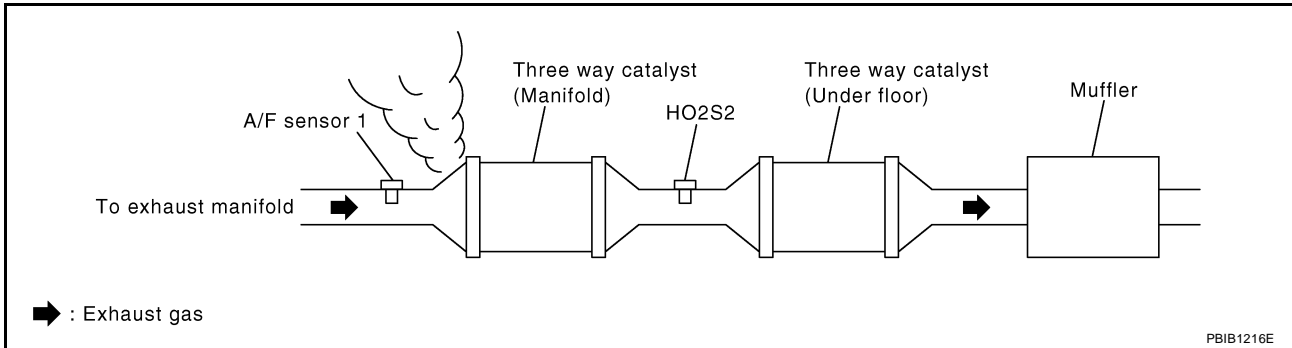 Three way catalyst
(Manifold)
Three way catalyst
(Under floor)
Muffler
A/F sensor 1
HO2S2
To exhaust manifold
: Exhaust gas
PBIB1216E